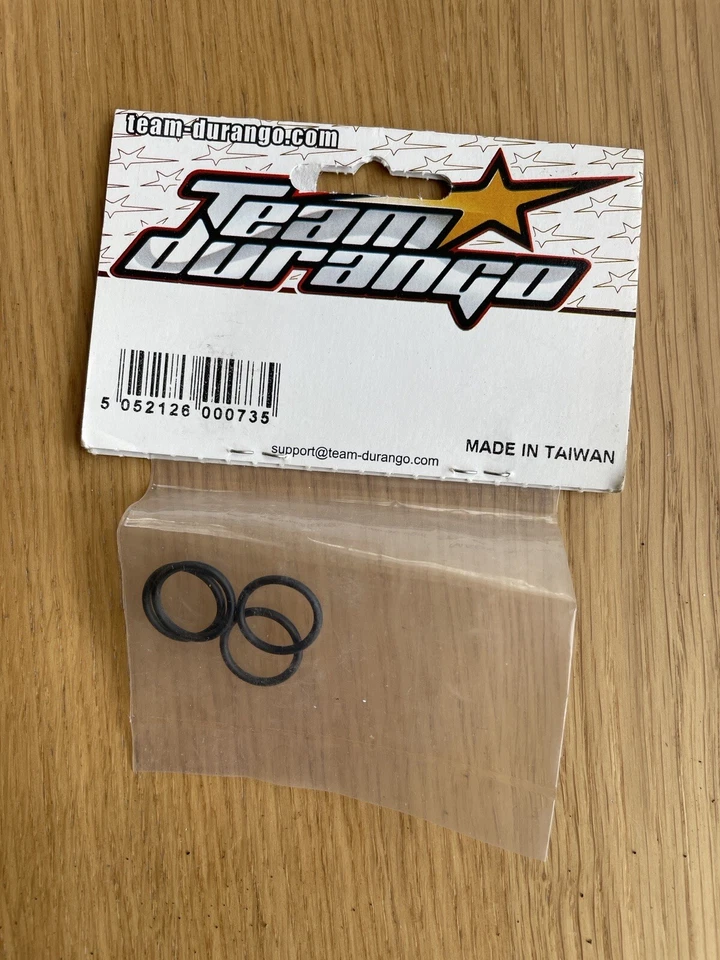 team-durango.com
Team
durango
5 052126 000735
support@team-durango.com
MADE IN TAIWAN